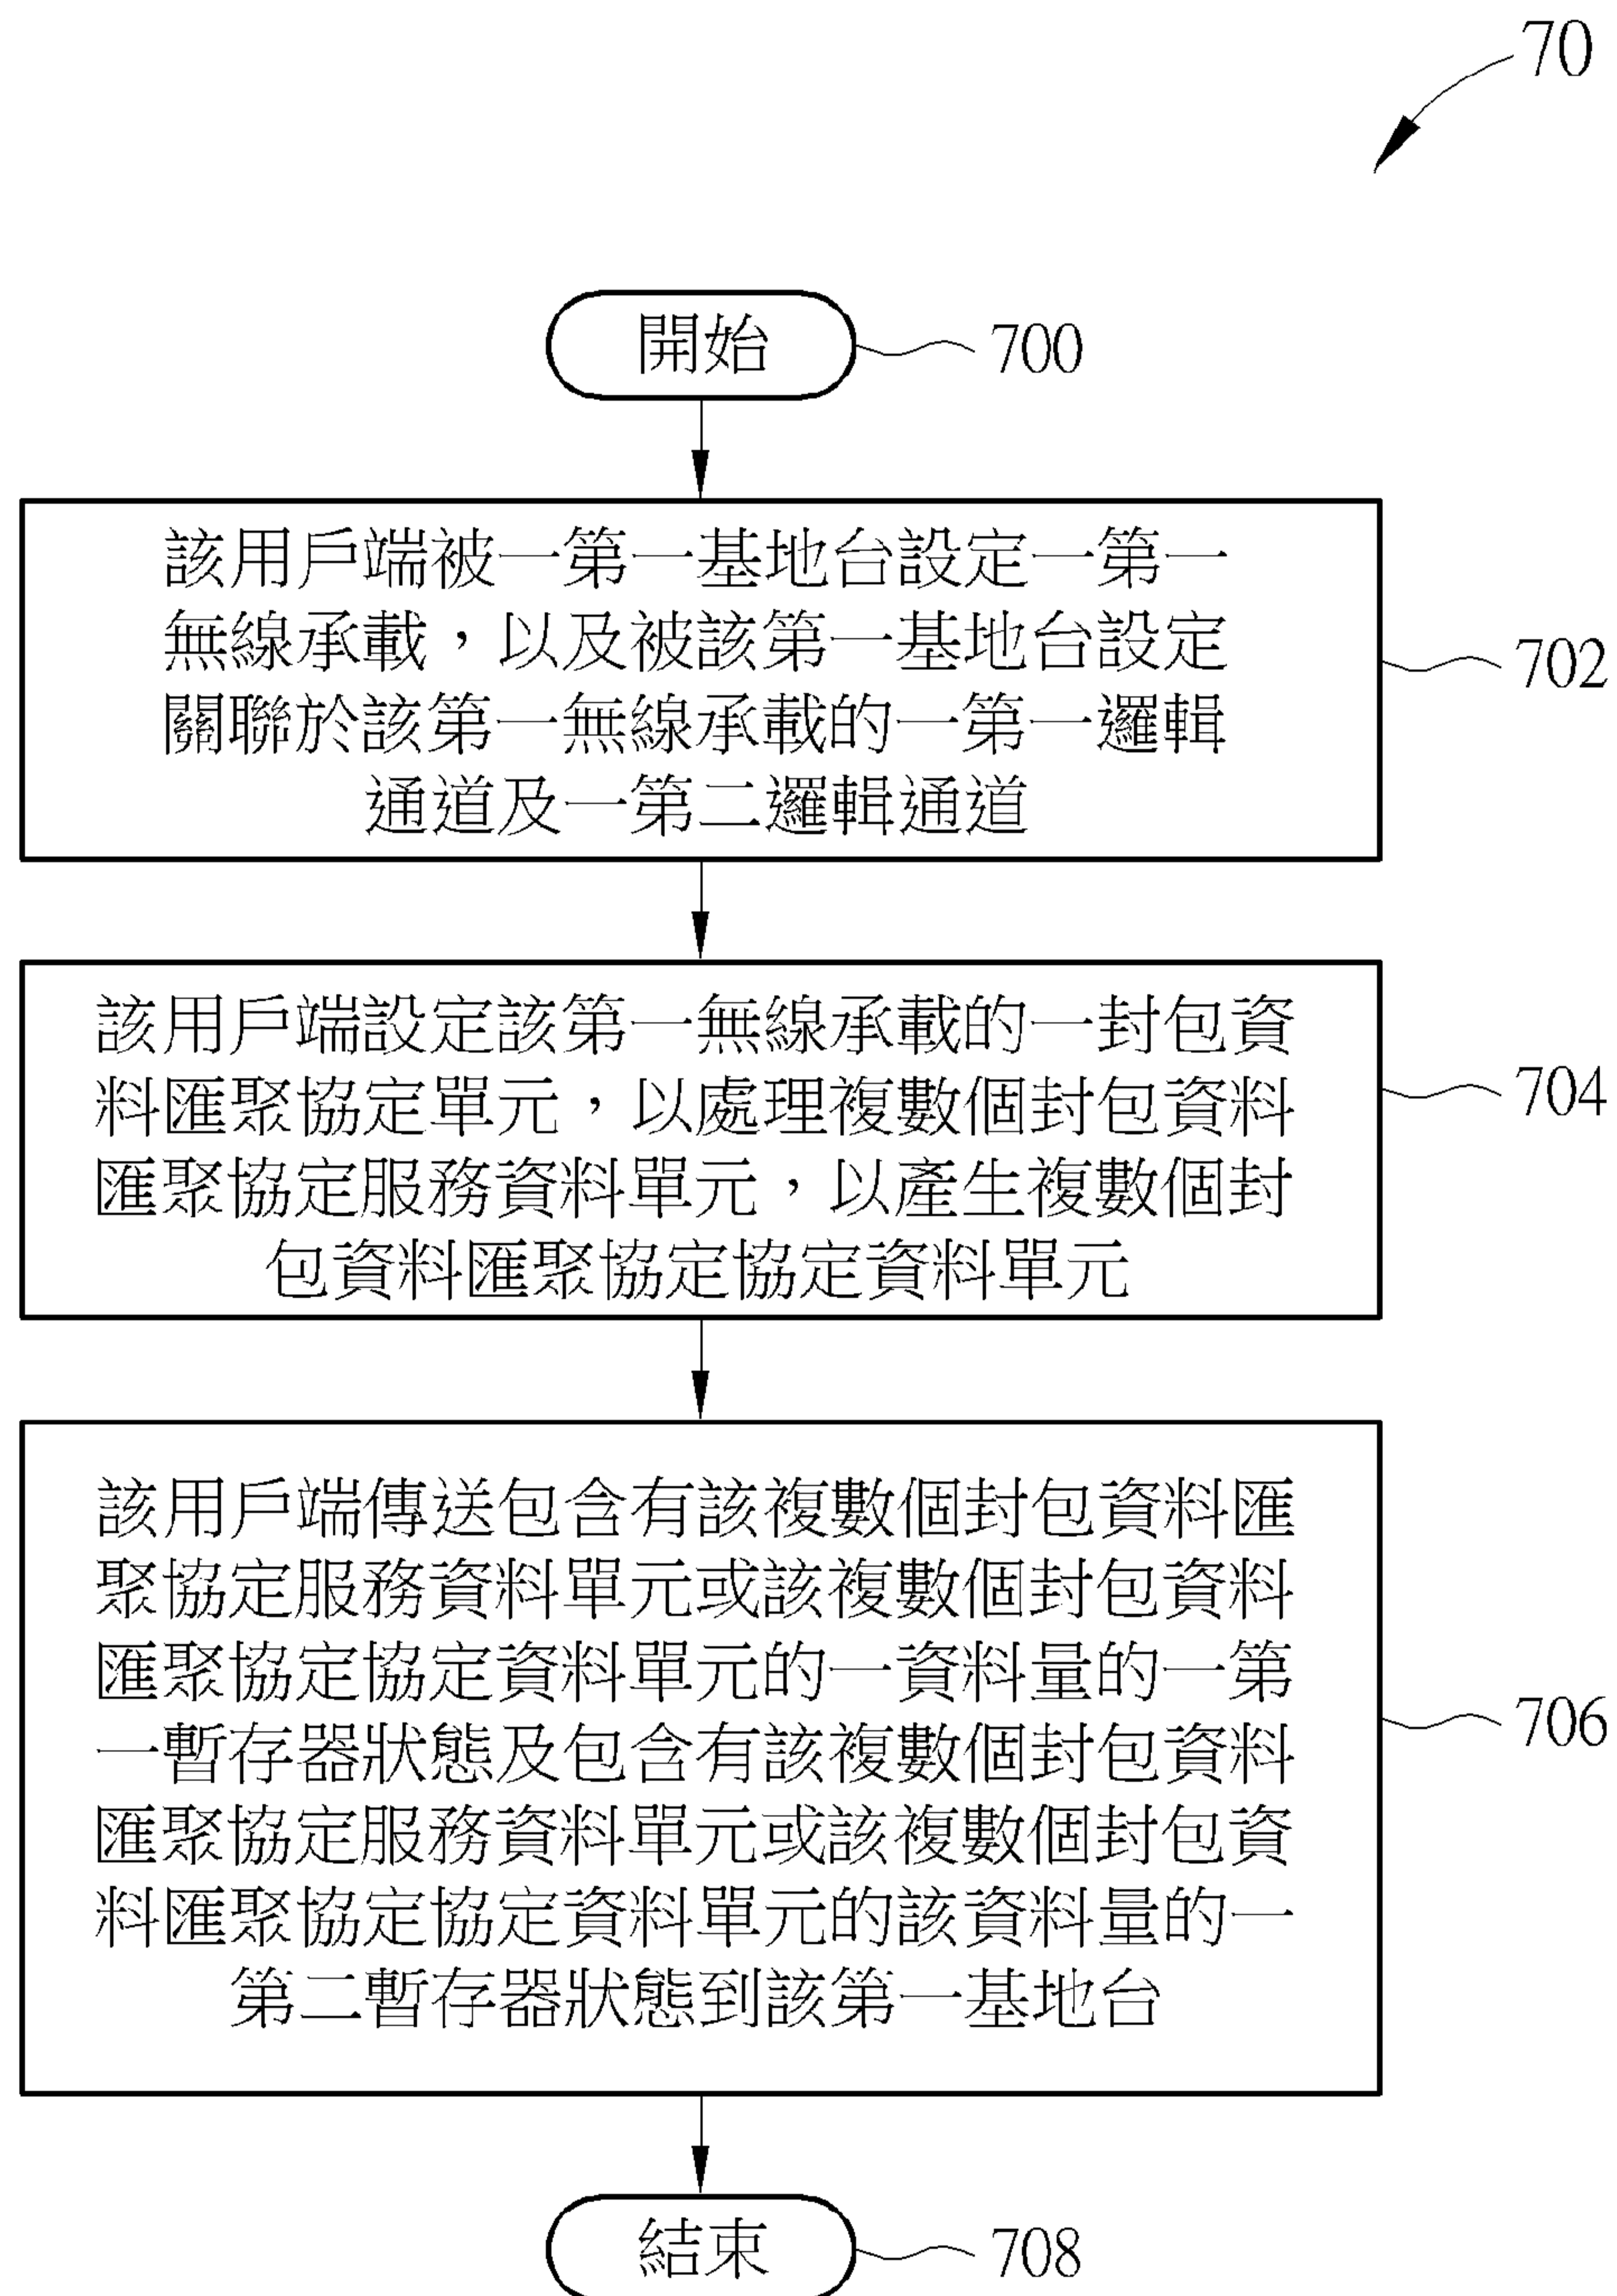 70
開始
700
該用戶端被一第一基地台設定一第一
無線承載，以及被該第一基地台設定
關聯於該第一無線承載的一第一邏輯
通道及一第二邏輯通道
702
該用戶端設定該第一無線承載的一封包資
料匯聚協定單元，以處理複數個封包資料
匯聚協定服務資料單元，以產生複數個封
包資料匯聚協定協定資料單元
704
該用戶端傳送包含有該複數個封包資料匯
聚協定服務資料單元或該複數個封包資料
匯聚協定協定資料單元的一資料量的一第
一暫存器狀態及包含有該複數個封包資料
匯聚協定服務資料單元或該複數個封包資
料匯聚協定協定資料單元的該資料量的一
第二暫存器狀態到該第一基地台
706
結束
708